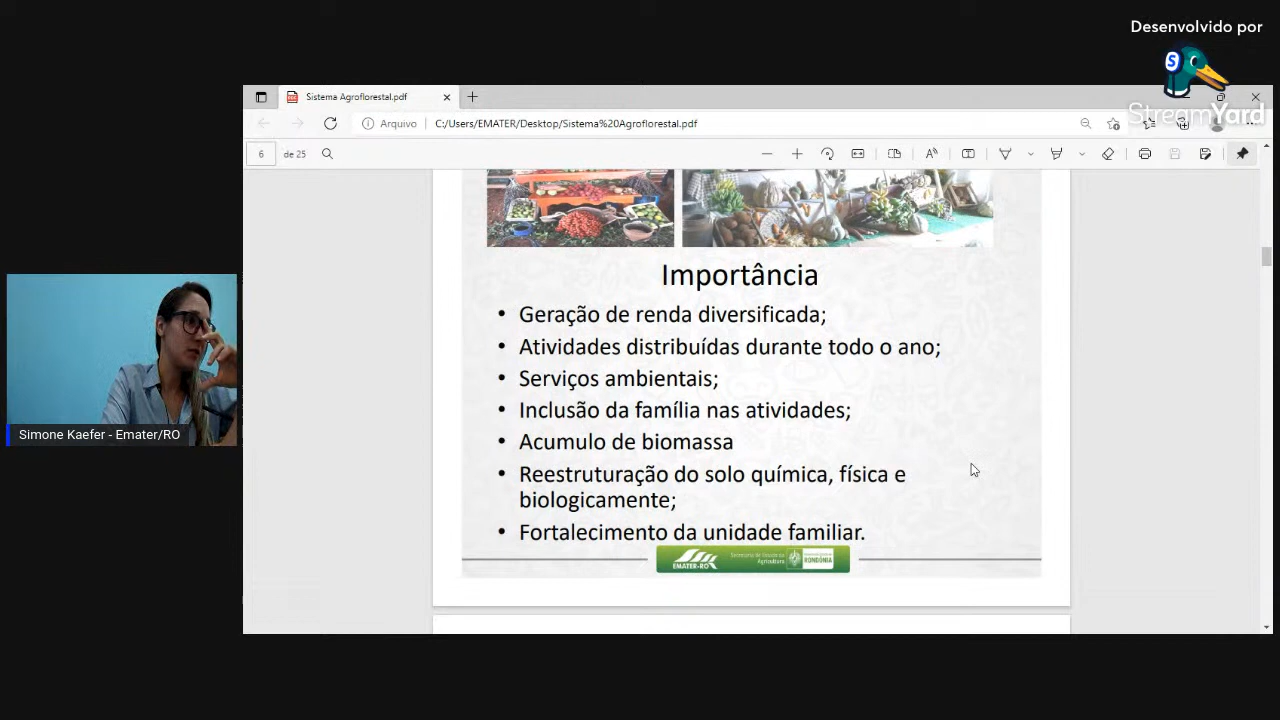 Desenvolvido por
StreamYard
Sistema Agroflorestal.pdf
Arquivo
C:/Users/EMATER/Desktop/Sistema%20Agroflorestal.pdf
6
de 25
Importância
• Geração de renda diversificada;
• Atividades distribuídas durante todo o ano;
• Serviços ambientais;
• Inclusão da família nas atividades;
• Acumulo de biomassa
• Reestruturação do solo química, física e
biologicamente;
• Fortalecimento da unidade familiar.
EMATER-RO
Agricultura
RONDÔNIA
Simone Kaefer - Emater/RO